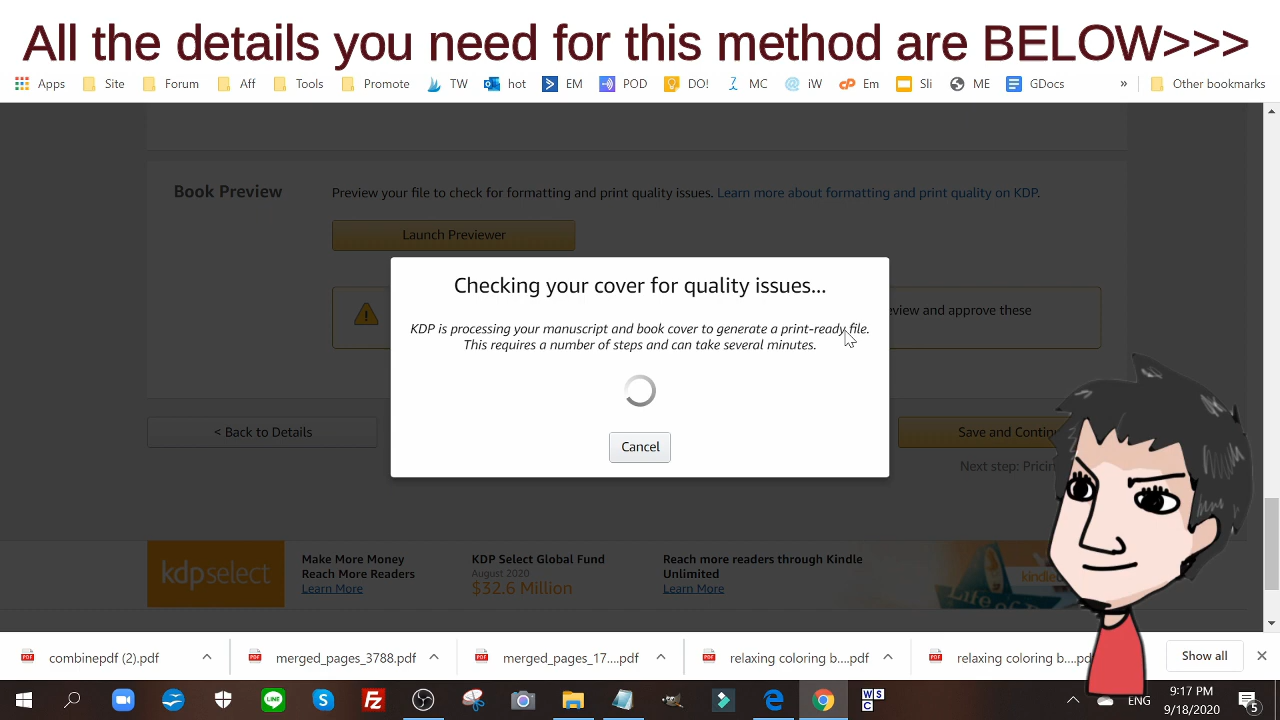 All the details you need for this method are BELOW>>>
Apps Site Forum Aff Tools Promote TW hot EM POD DO! MC iW Em Sli ME GDocs » Other bookmarks
Book Preview
Preview your file to check for formatting and print quality issues. Learn more about formatting and print quality on KDP.
Launch Previewer
Checking your cover for quality issues...
view and approve these
KDP is processing your manuscript and book cover to generate a print-ready file.
This requires a number of steps and can take several minutes.
< Back to Details
Save and Contin
Cancel
Next step: Pricin
kdpselect
Make More Money
Reach More Readers
Learn More
KDP Select Global Fund
August 2020
$32.6 Million
Reach more readers through Kindle
Unlimited
Learn More
kindle
combinepdf (2).pdf
merged_pages_3788.pdf
merged_pages_17....pdf
relaxing coloring b....pdf
relaxing coloring b....pd
Show all
ENG
9:17 PM
9/18/2020
5